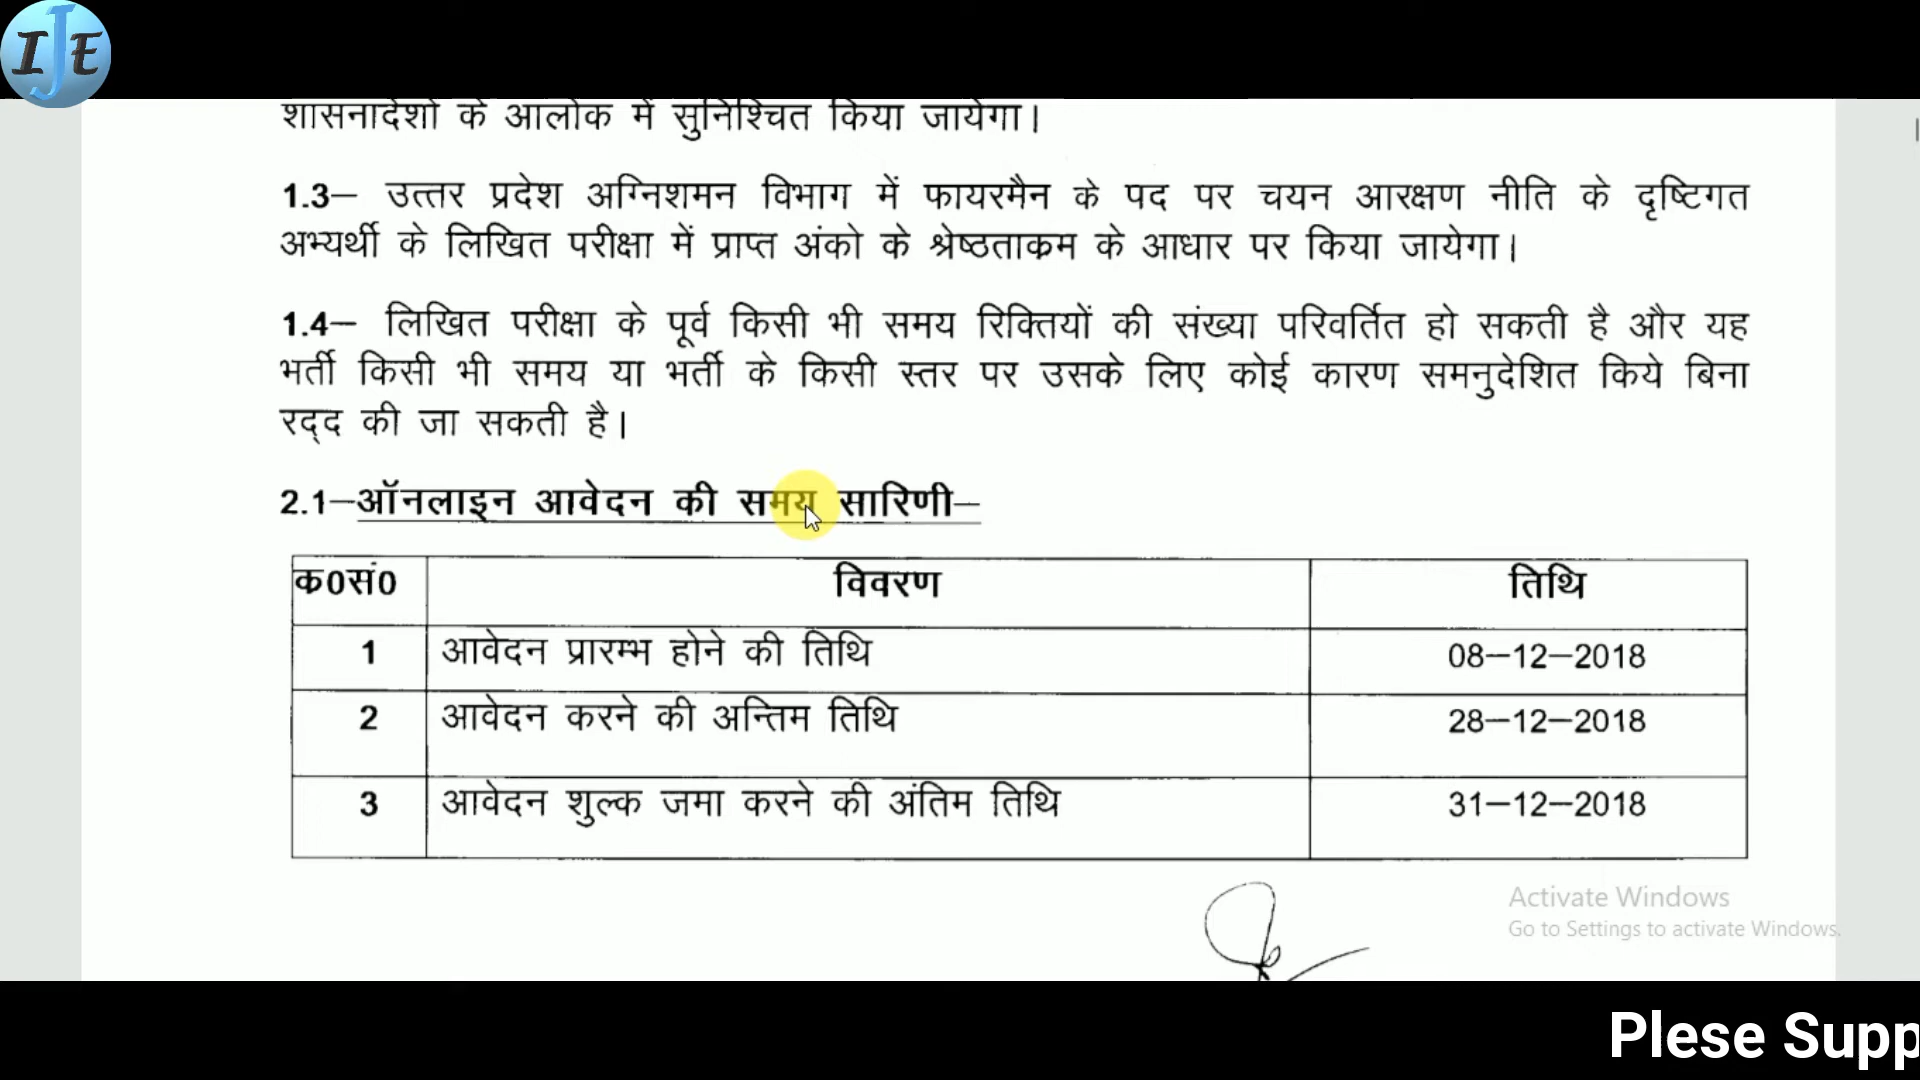 IJE
शासनादेशों के आलोक में सुनिश्चित किया जायेगा।
1.3– उत्तर प्रदेश अग्निशमन विभाग में फायरमैन के पद पर चयन आरक्षण नीति के दृष्टिगत
अभ्यर्थी के लिखित परीक्षा में प्राप्त अंको के श्रेष्ठताक्रम के आधार पर किया जायेगा।
1.4– लिखित परीक्षा के पूर्व किसी भी समय रिक्तियों की संख्या परिवर्तित हो सकती है और यह
भर्ती किसी भी समय या भर्ती के किसी स्तर पर उसके लिए कोई कारण समनुदेशित किये बिना
रद्द की जा सकती है।
2.1–ऑनलाइन आवेदन की समय सारिणी–
क0सं0 विवरण तिथि
1 आवेदन प्रारम्भ होने की तिथि 08–12–2018
2 आवेदन करने की अन्तिम तिथि 28–12–2018
3 आवेदन शुल्क जमा करने की अंतिम तिथि 31–12–2018
Activate Windows
Go to Settings to activate Windows.
Plese Supp